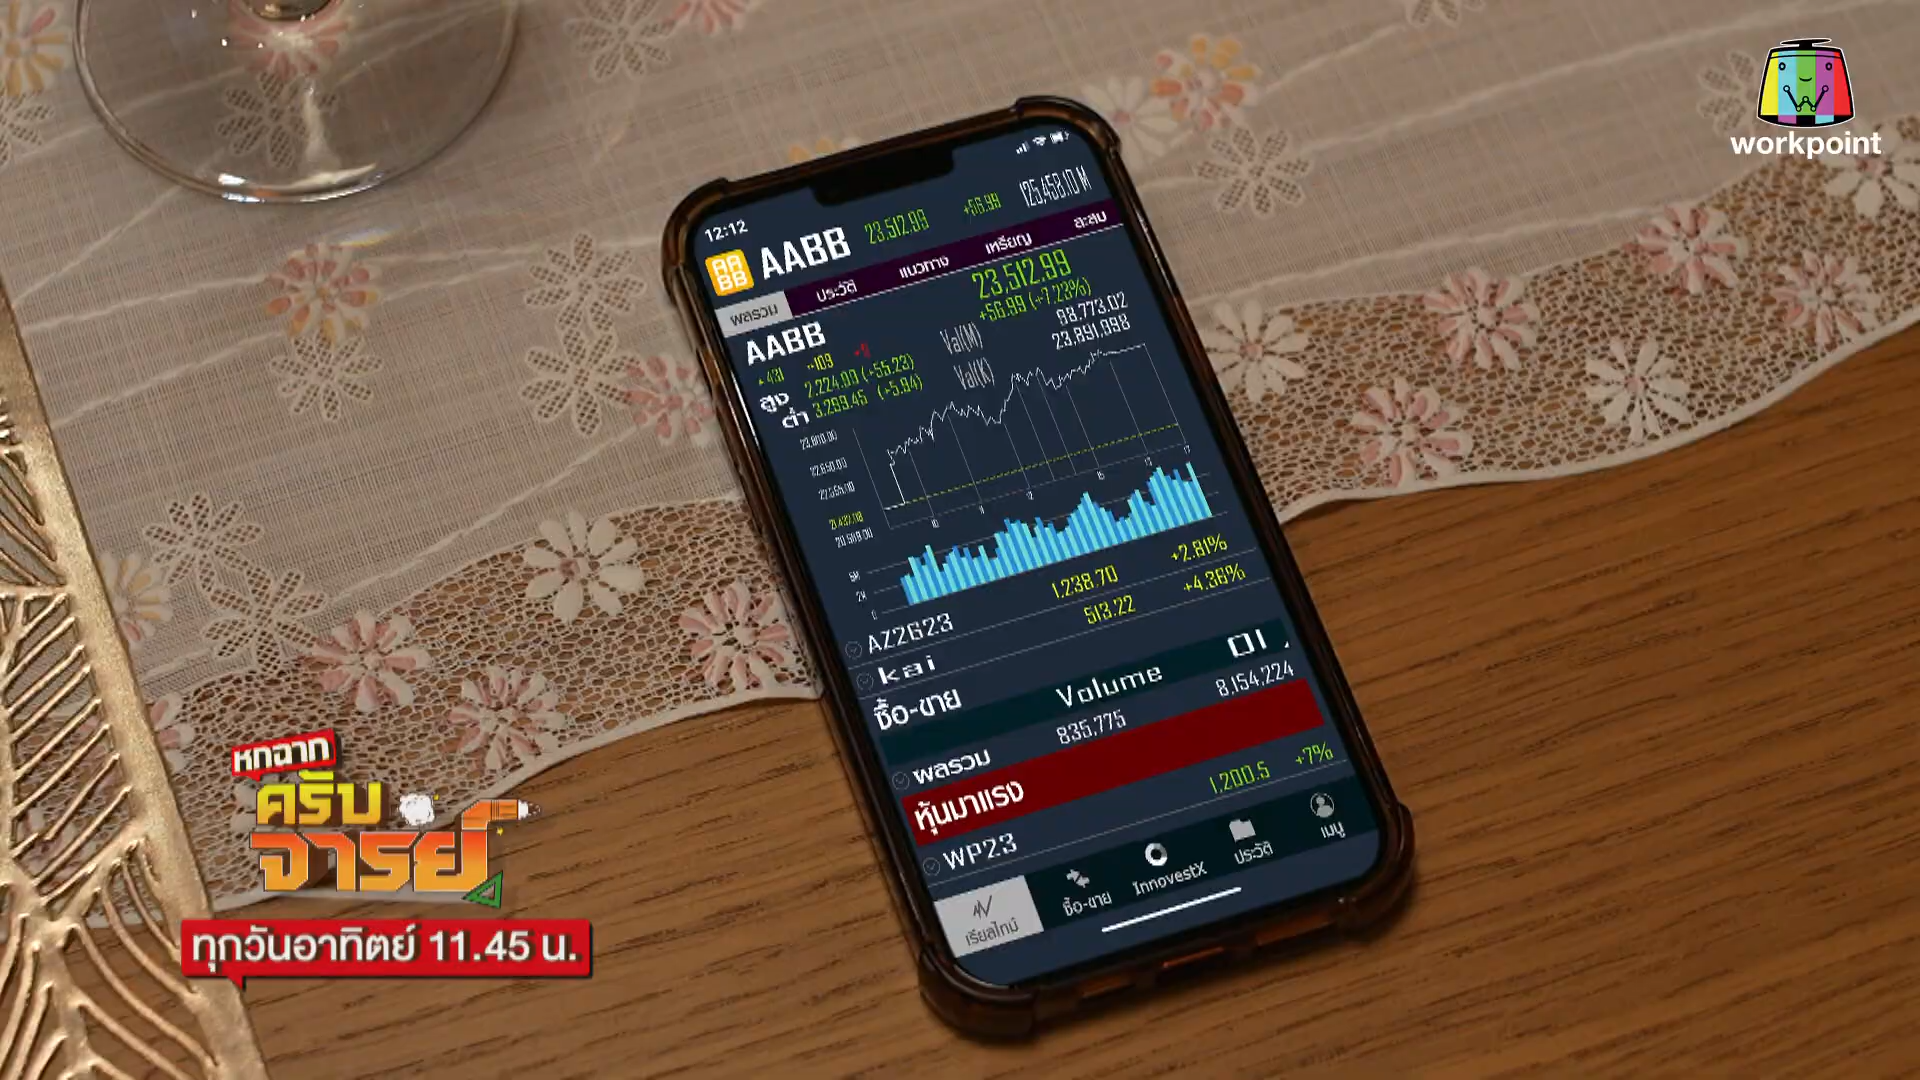 workpoint
12:12
AABB 23,512.99 +56.99 125,458.10 M
ผลรวม ประวัติ แนวทาง เหรียญ สะสม
AABB
23,512.99
+56.99 (+7.23%)
Val(M) 98,773.02
Val(K) 23,891,098
สูง 2,224.00 (+55.23)
ต่ำ 3,299.45 (+5.94)
AZ2G23 1,238.70 +2.81%
kai 513.22 +4.36%
ซื้อ-ขาย Volume
ผลรวม 835,775 8,154,224
หุ้นมาแรง
WP23 1,200.5 +7%
เรียลไทม์ ซื้อ-ขาย InnovestX ประวัติ เมนู
หกฉาก
ครับ
จารย์
ทุกวันอาทิตย์ 11.45 น.